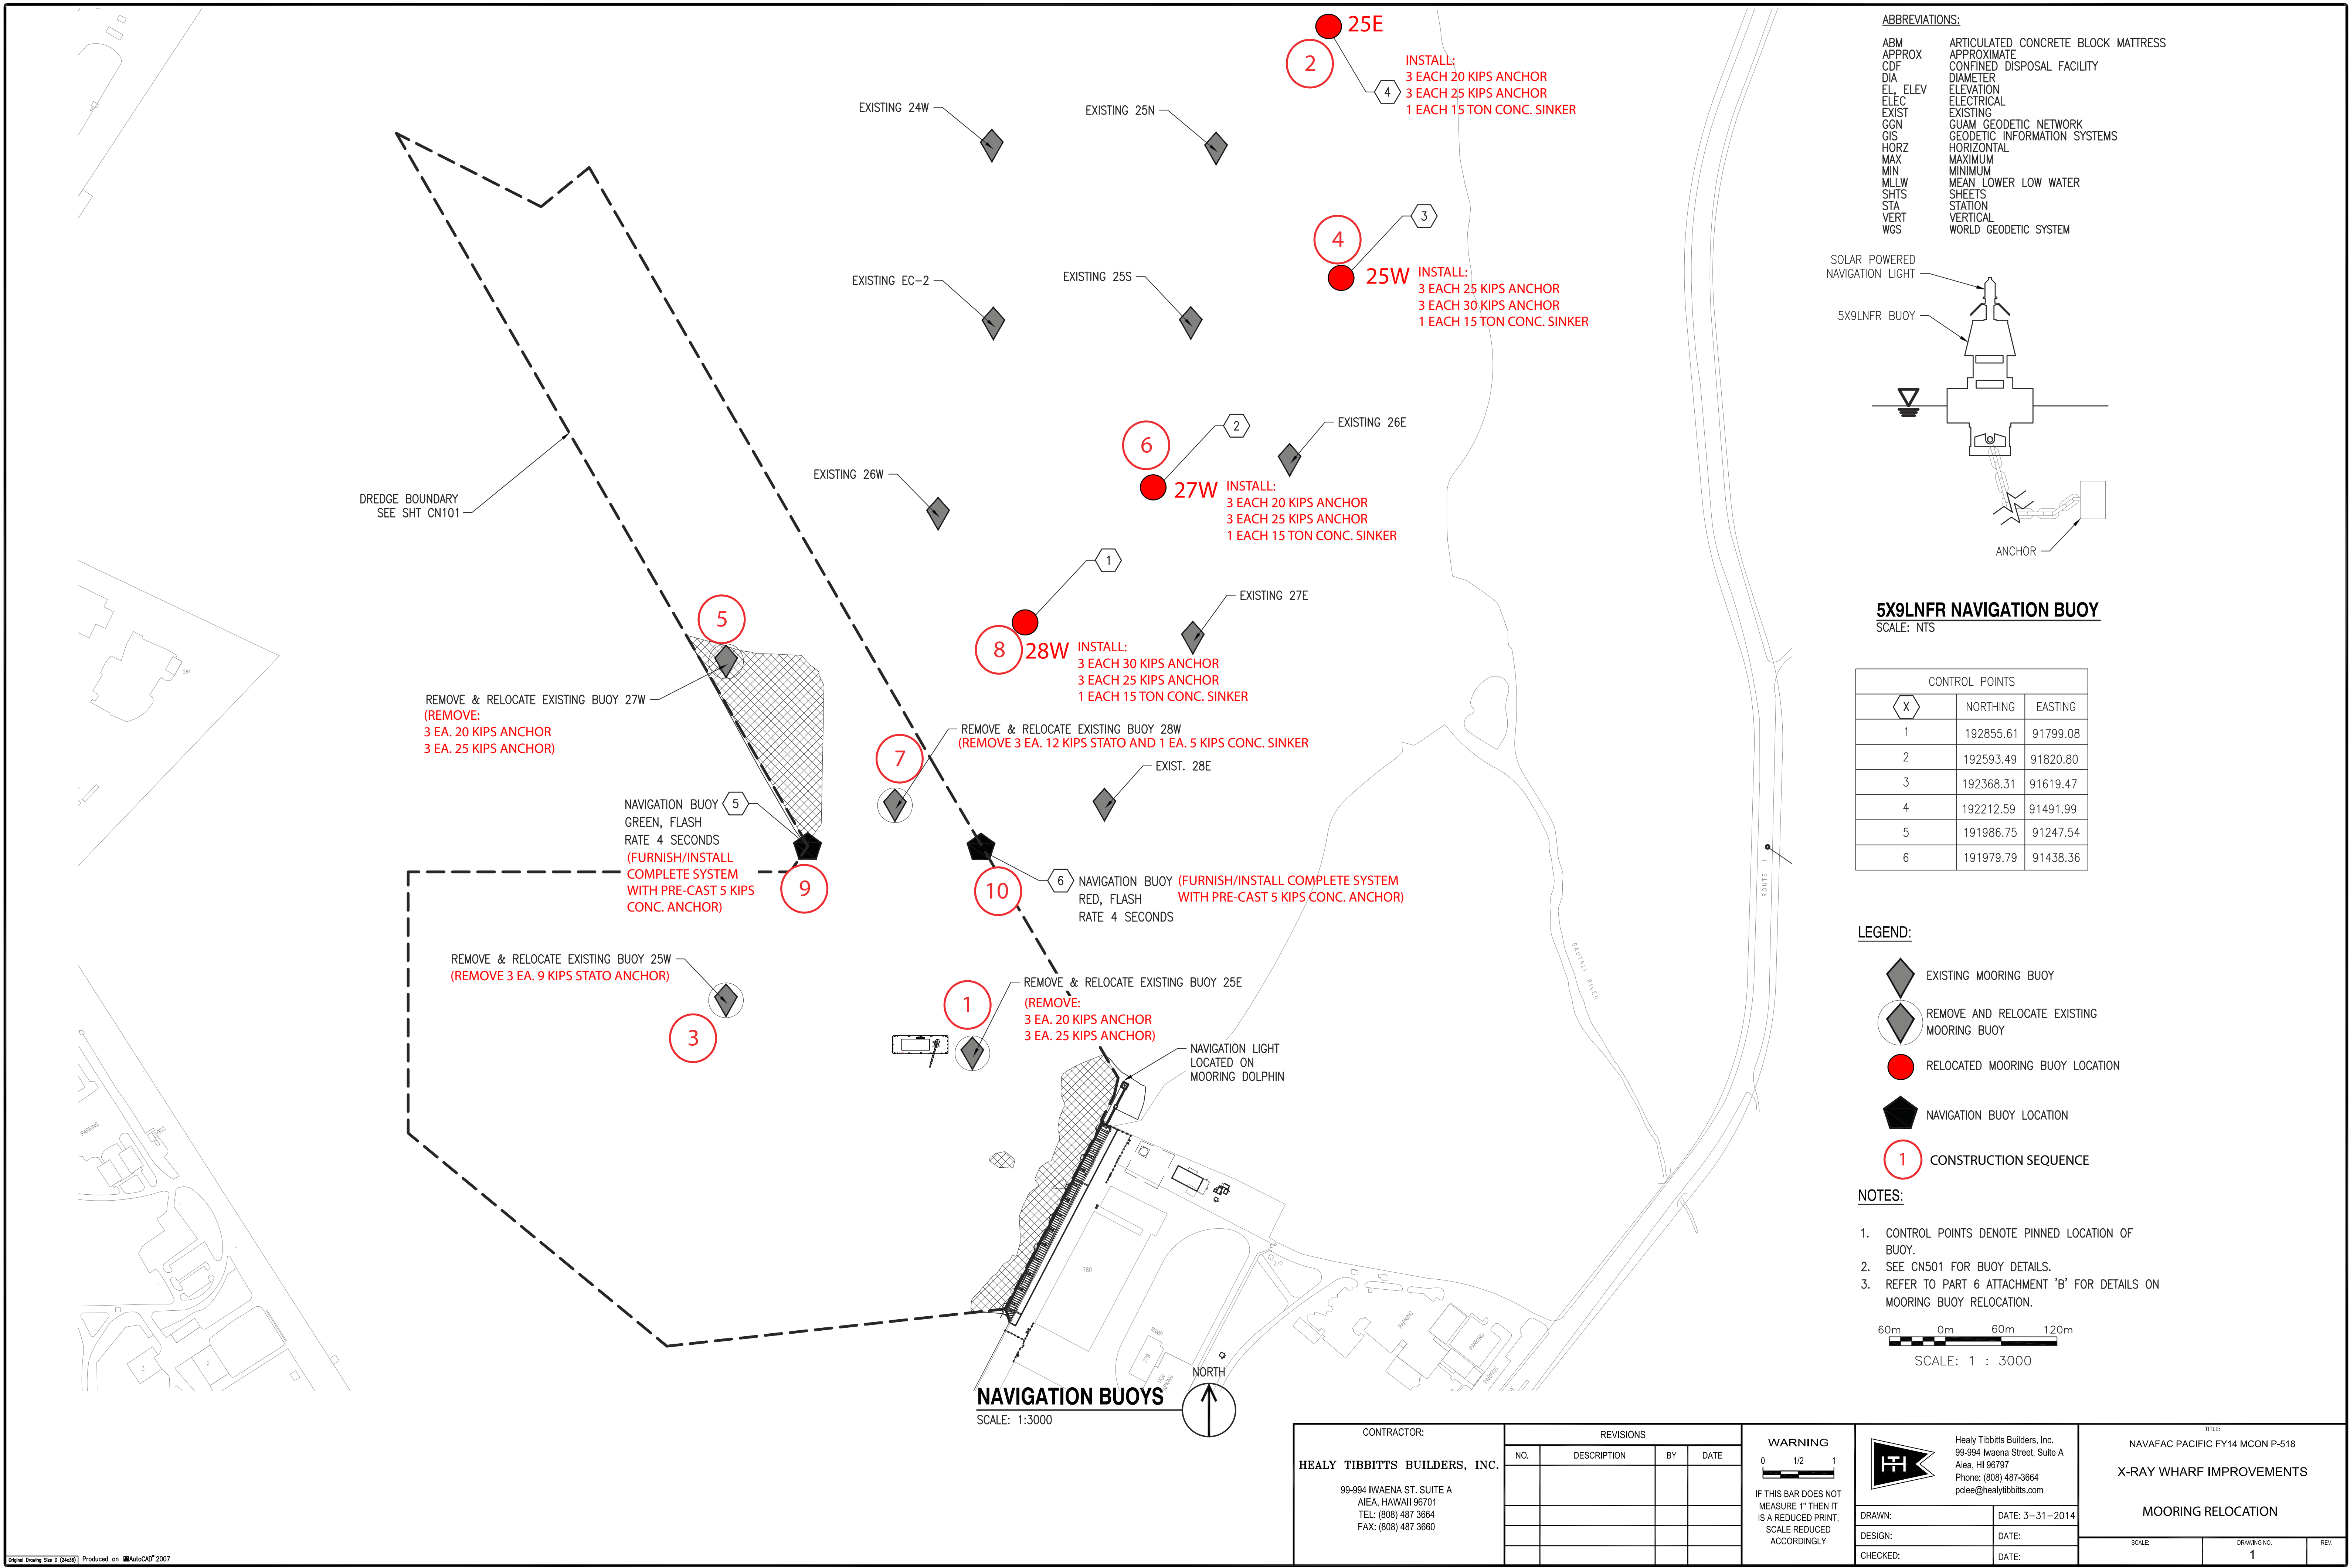 25E
2
INSTALL:
3 EACH 20 KIPS ANCHOR
3 EACH 25 KIPS ANCHOR
1 EACH 15 TON CONC. SINKER
4
EXISTING 24W
EXISTING 25N
3
4
25W
INSTALL:
3 EACH 25 KIPS ANCHOR
3 EACH 30 KIPS ANCHOR
1 EACH 15 TON CONC. SINKER
EXISTING EC-2
EXISTING 25S
2
6
EXISTING 26E
27W
INSTALL:
3 EACH 20 KIPS ANCHOR
3 EACH 25 KIPS ANCHOR
1 EACH 15 TON CONC. SINKER
EXISTING 26W
DREDGE BOUNDARY
SEE SHT CN101
1
EXISTING 27E
5
8
28W
INSTALL:
3 EACH 30 KIPS ANCHOR
3 EACH 25 KIPS ANCHOR
1 EACH 15 TON CONC. SINKER
264
REMOVE & RELOCATE EXISTING BUOY 27W
(REMOVE:
3 EA. 20 KIPS ANCHOR
3 EA. 25 KIPS ANCHOR)
REMOVE & RELOCATE EXISTING BUOY 28W
(REMOVE 3 EA. 12 KIPS STATO AND 1 EA. 5 KIPS CONC. SINKER
7
EXIST. 28E
NAVIGATION BUOY
GREEN, FLASH
RATE 4 SECONDS
5
(FURNISH/INSTALL
COMPLETE SYSTEM
WITH PRE-CAST 5 KIPS
CONC. ANCHOR)
9
10
6
NAVIGATION BUOY
RED, FLASH
RATE 4 SECONDS
(FURNISH/INSTALL COMPLETE SYSTEM
WITH PRE-CAST 5 KIPS CONC. ANCHOR)
REMOVE & RELOCATE EXISTING BUOY 25W
(REMOVE 3 EA. 9 KIPS STATO ANCHOR)
3
1
REMOVE & RELOCATE EXISTING BUOY 25E
(REMOVE:
3 EA. 20 KIPS ANCHOR
3 EA. 25 KIPS ANCHOR)
NAVIGATION LIGHT
LOCATED ON
MOORING DOLPHIN
ROUTE 1
GAUTALI RIVER
PARKING
3
2
780
270
RAMP
779
POV
PARKING
PARKING
PARKING
PARKING
NAVIGATION BUOYS
SCALE: 1:3000
NORTH
ABBREVIATIONS:
ABM ARTICULATED CONCRETE BLOCK MATTRESS
APPROX APPROXIMATE
CDF CONFINED DISPOSAL FACILITY
DIA DIAMETER
EL, ELEV ELEVATION
ELEC ELECTRICAL
EXIST EXISTING
GGN GUAM GEODETIC NETWORK
GIS GEODETIC INFORMATION SYSTEMS
HORZ HORIZONTAL
MAX MAXIMUM
MIN MINIMUM
MLLW MEAN LOWER LOW WATER
SHTS SHEETS
STA STATION
VERT VERTICAL
WGS WORLD GEODETIC SYSTEM
SOLAR POWERED
NAVIGATION LIGHT
5X9LNFR BUOY
ANCHOR
5X9LNFR NAVIGATION BUOY
SCALE: NTS
CONTROL POINTS
X NORTHING EASTING
1 192855.61 91799.08
2 192593.49 91820.80
3 192368.31 91619.47
4 192212.59 91491.99
5 191986.75 91247.54
6 191979.79 91438.36
LEGEND:
EXISTING MOORING BUOY
REMOVE AND RELOCATE EXISTING
MOORING BUOY
RELOCATED MOORING BUOY LOCATION
NAVIGATION BUOY LOCATION
1 CONSTRUCTION SEQUENCE
NOTES:
1. CONTROL POINTS DENOTE PINNED LOCATION OF
BUOY.
2. SEE CN501 FOR BUOY DETAILS.
3. REFER TO PART 6 ATTACHMENT 'B' FOR DETAILS ON
MOORING BUOY RELOCATION.
60m 0m 60m 120m
SCALE: 1 : 3000
CONTRACTOR:
HEALY TIBBITTS BUILDERS, INC.
99-994 IWAENA ST. SUITE A
AIEA, HAWAII 96701
TEL: (808) 487 3664
FAX: (808) 487 3660
REVISIONS
NO. DESCRIPTION BY DATE
WARNING
0 1/2 1
IF THIS BAR DOES NOT
MEASURE 1" THEN IT
IS A REDUCED PRINT,
SCALE REDUCED
ACCORDINGLY
HTH
Healy Tibbitts Builders, Inc.
99-994 Iwaena Street, Suite A
Aiea, HI 96797
Phone: (808) 487-3664
pclee@healytibbitts.com
DRAWN: DATE: 3-31-2014
DESIGN: DATE:
CHECKED: DATE:
TITLE:
NAVAFAC PACIFIC FY14 MCON P-518
X-RAY WHARF IMPROVEMENTS
MOORING RELOCATION
SCALE: DRAWING NO. REV.
1
Original Drawing Size D (24x36) Produced on AutoCAD 2007